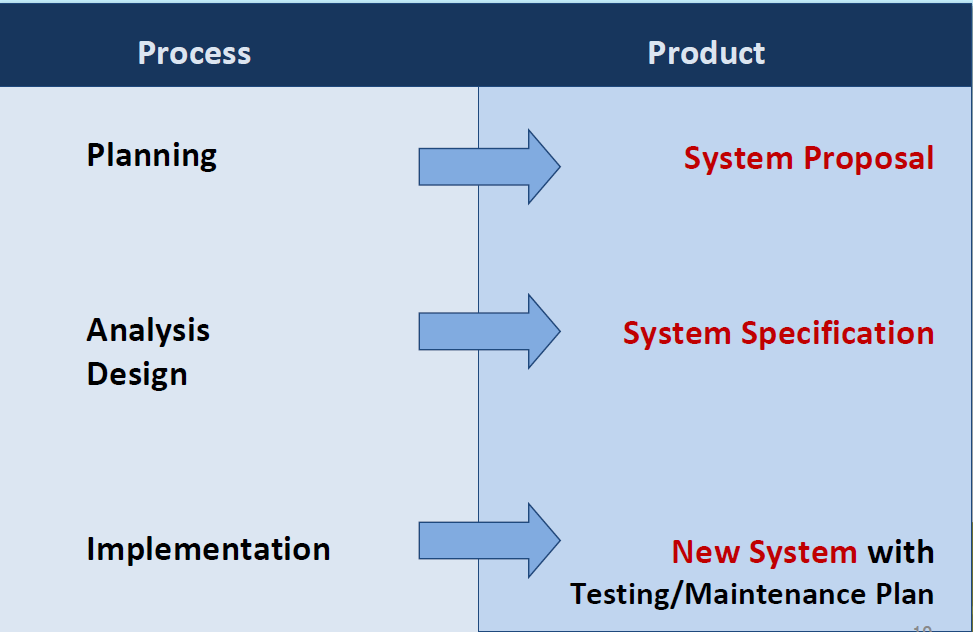 Process
Product
Planning
System Proposal
Analysis
Design
System Specification
Implementation
New System with
Testing/Maintenance Plan